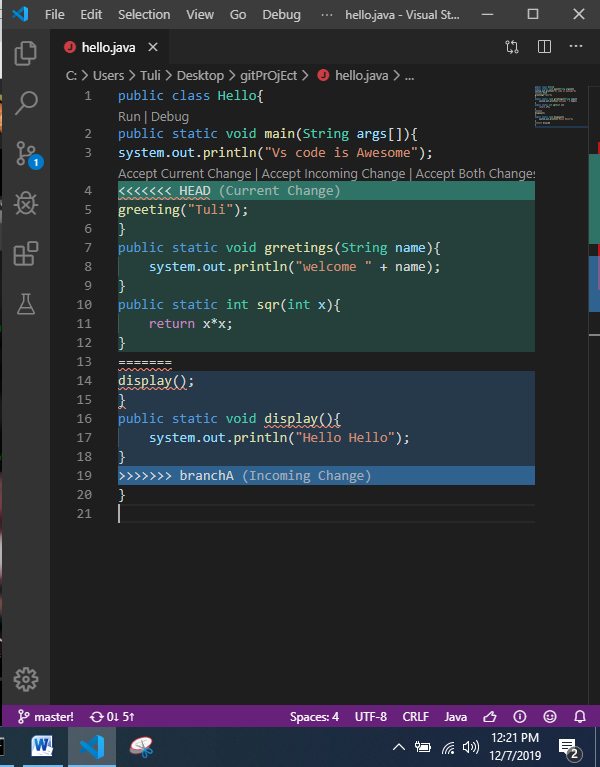 File Edit Selection View Go Debug ··· hello.java - Visual St...
hello.java
C: > Users > Tuli > Desktop > gitPrOjEct > hello.java > ...
1 public class Hello{
Run | Debug
2 public static void main(String args[]){
3 system.out.println("Vs code is Awesome");
Accept Current Change | Accept Incoming Change | Accept Both Changes
4 <<<<<<< HEAD (Current Change)
5 greeting("Tuli");
6 }
7 public static void grretings(String name){
8 system.out.println("welcome " + name);
9 }
10 public static int sqr(int x){
11 return x*x;
12 }
13 =======
14 display();
15 }
16 public static void display(){
17 system.out.println("Hello Hello");
18 }
19 >>>>>>> branchA (Incoming Change)
20 }
21
1
master! 0↓ 5↑ Spaces: 4 UTF-8 CRLF Java
12:21 PM
12/7/2019
2